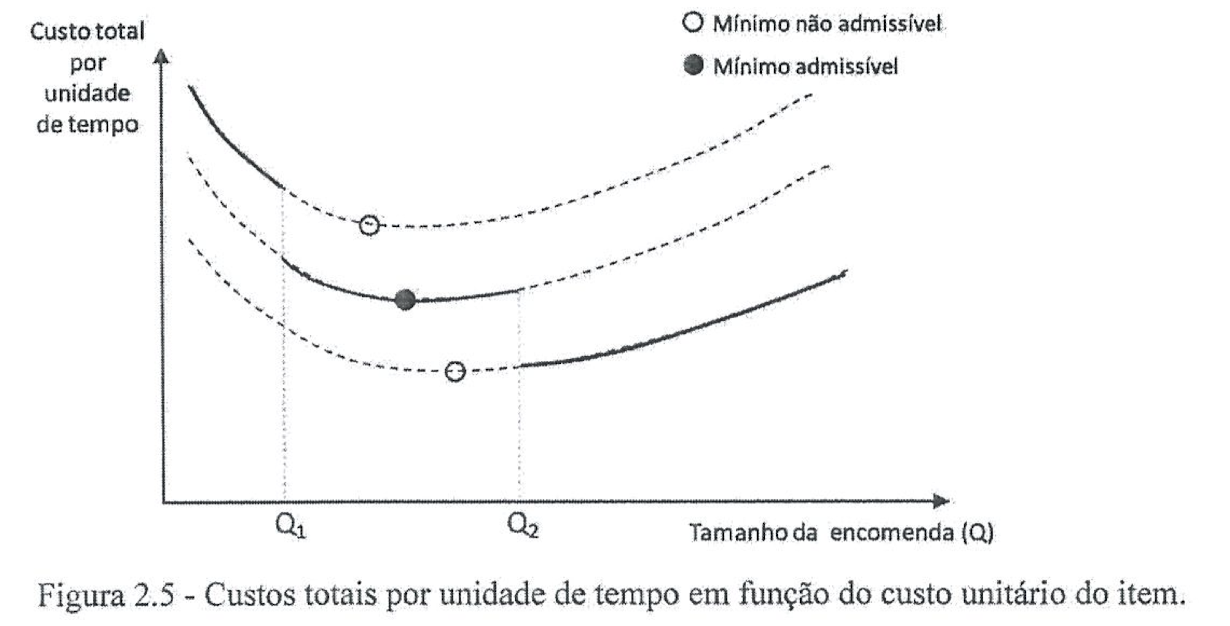 Custo total
por
unidade
de tempo
Mínimo não admissível
Mínimo admissível
Q₁
Q₂
Tamanho da encomenda (Q)
Figura 2.5 - Custos totais por unidade de tempo em função do custo unitário do item.